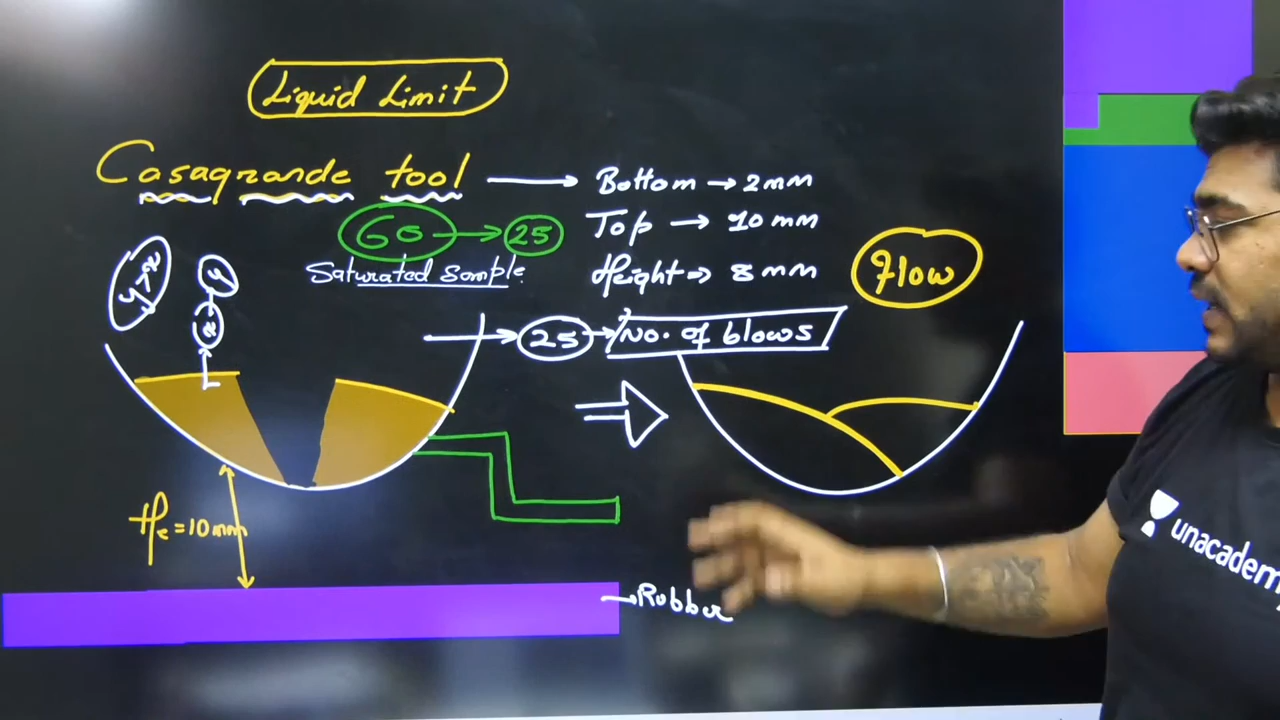 Liquid Limit
Casagrande tool → Bottom → 2mm
60 → 25
Top → 10 mm
Saturated Sample.
Height → 8 mm
Flow
25 → No. of blows
= 10 mm
Rubber
unacademy